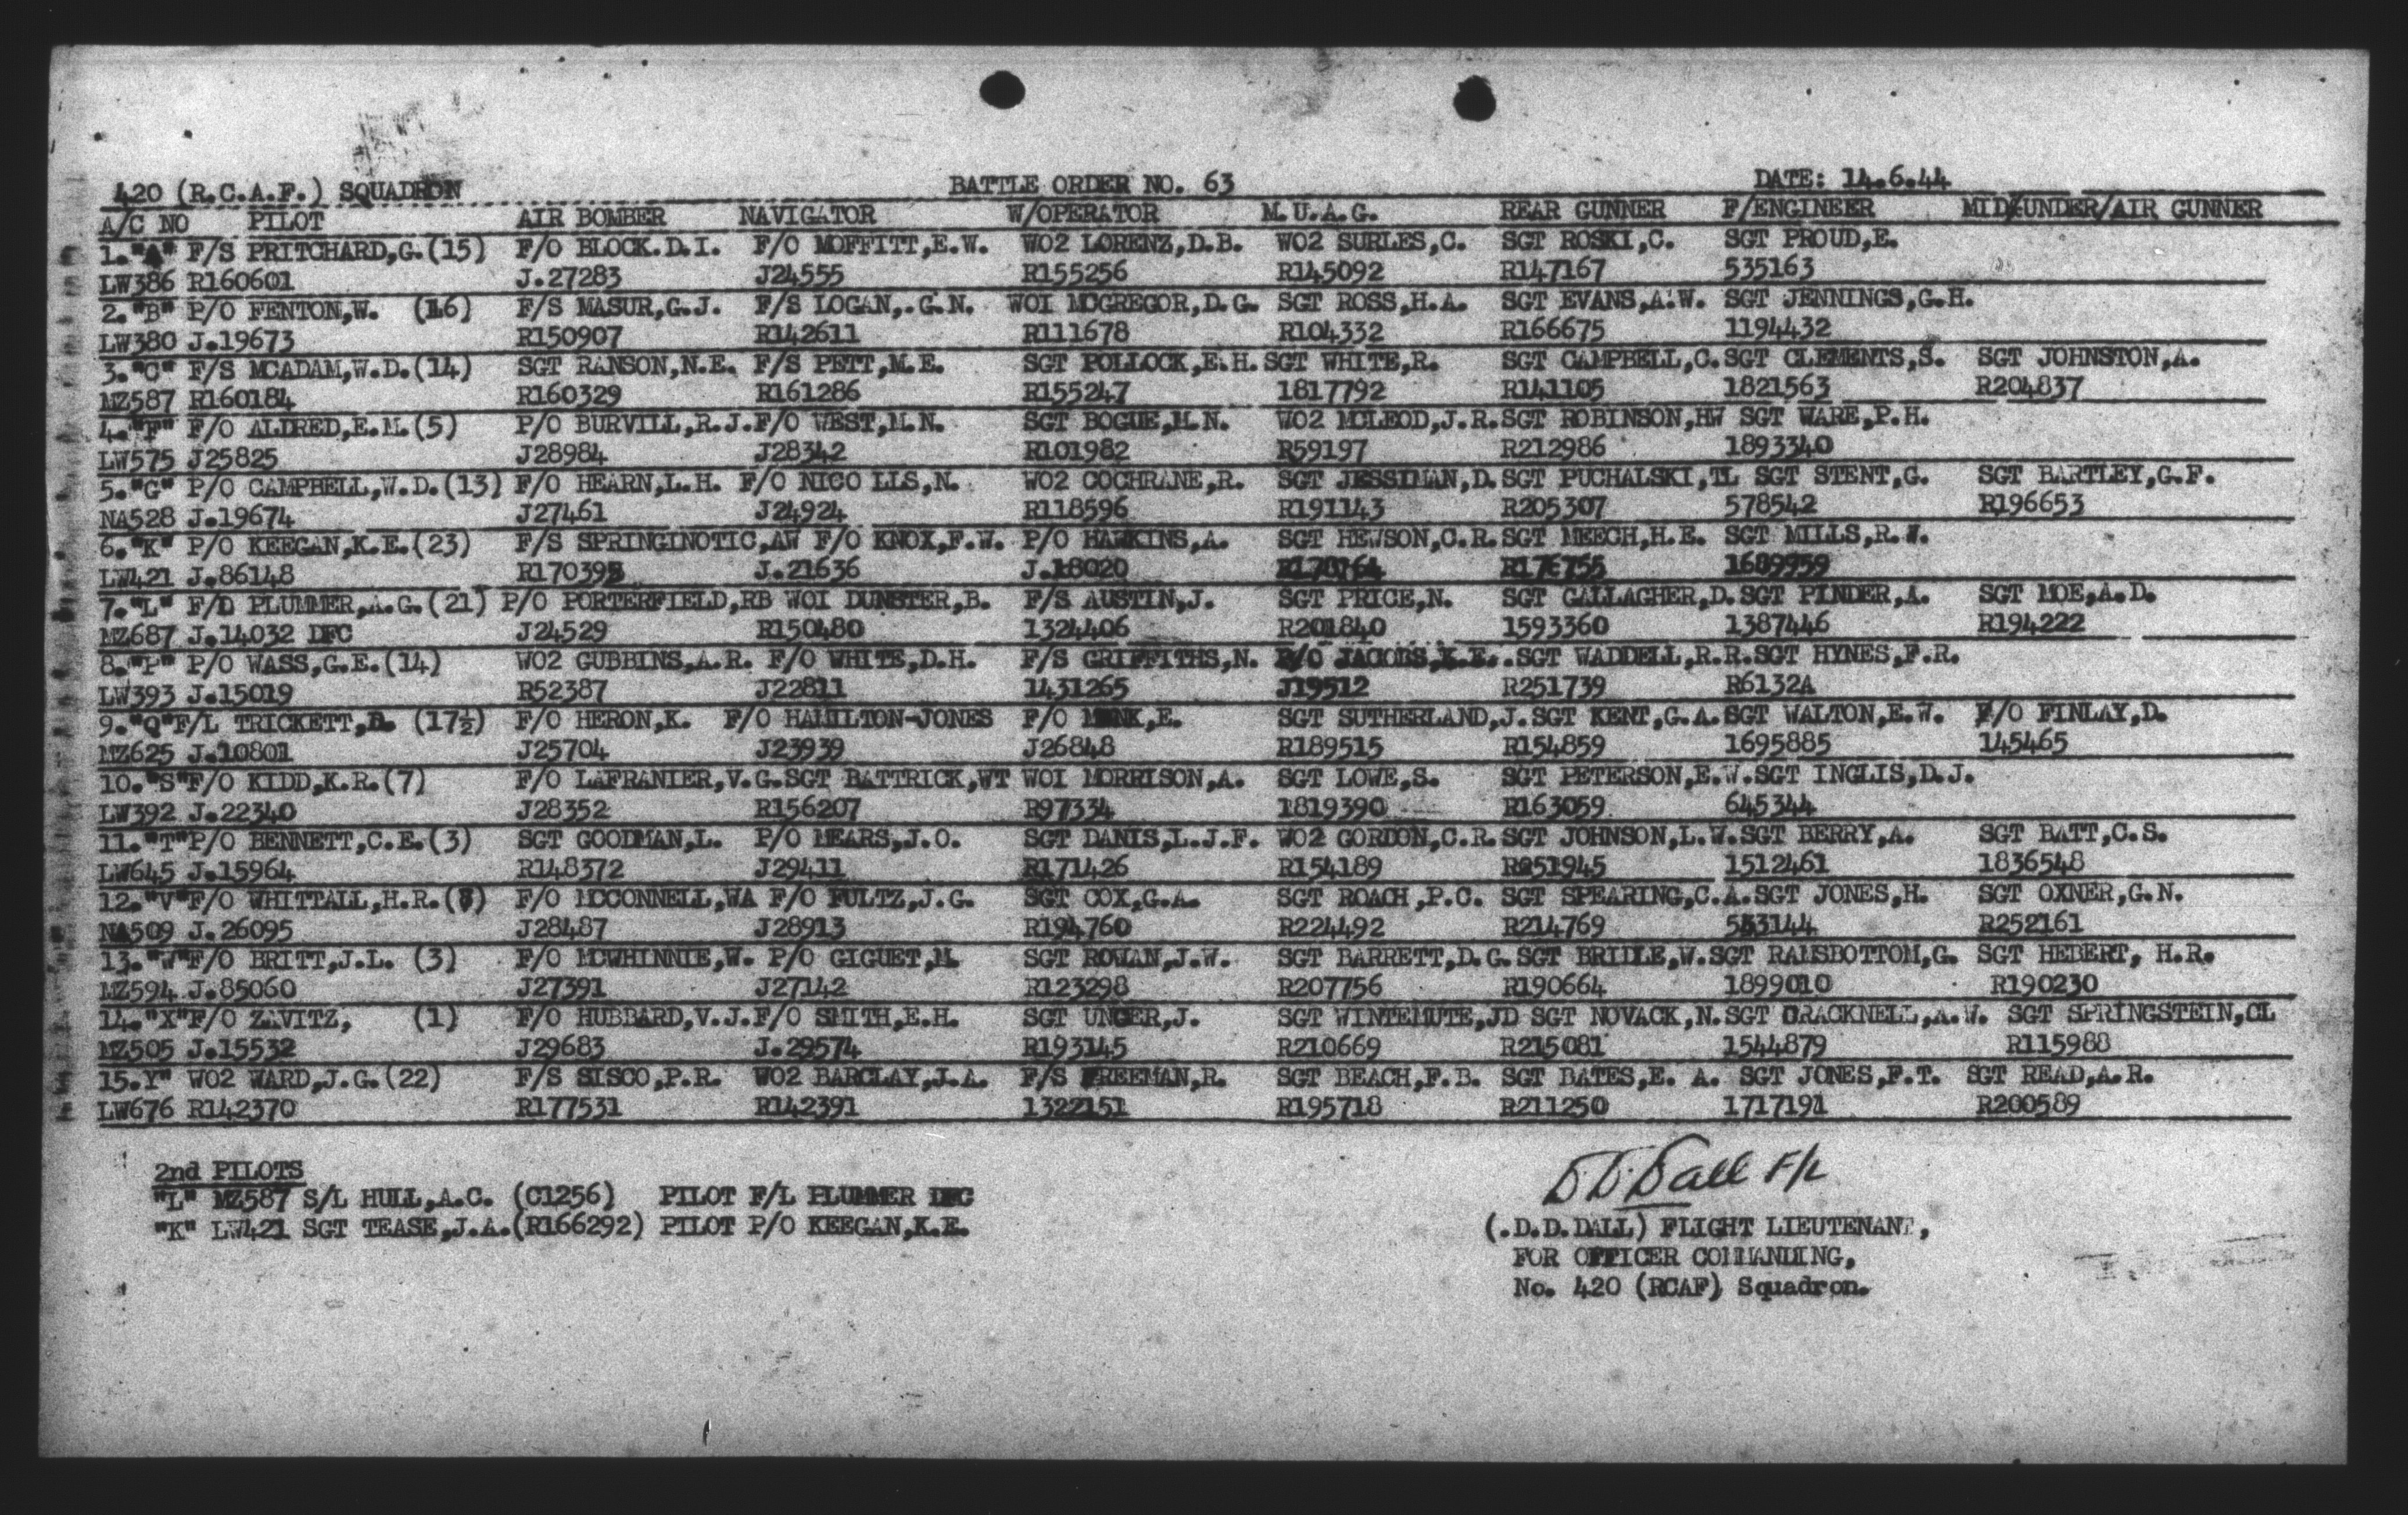 420 (R.C.A.F.) SQUADRON BATTLE ORDER NO. 63 DATE: 14.6.44
A/C NO PILOT AIR BOMBER NAVIGATOR W/OPERATOR M.U.A.G. REAR GUNNER F/ENGINEER MID/UNDER/AIR GUNNER
1."A" F/S PRITCHARD,G.(15) F/O BLOCK.D.I. F/O MOFFITT,E.W. WO2 LORENZ,D.B. WO2 SURLES,C. SGT ROSKI,C. SGT PROUD,E.
LW386 R160601 J.27283 J24555 R155256 R145092 R147167 535163
2."B" P/O FENTON,W. (16) F/S MASUR,G.J. F/S LOGAN,.G.N. WOI MCGREGOR,D.G. SGT ROSS,H.A. SGT EVANS,A.W. SGT JENNINGS,G.H.
LW380 J.19673 R150907 R142611 R111678 R104332 R166675 1194432
3."C" F/S MCADAM,W.D.(14) SGT RANSON,N.E. F/S PETT,M.E. SGT POLLOCK,E.H. SGT WHITE,R. SGT CAMPBELL,C. SGT CLEMENTS,S. SGT JOHNSTON,A.
MZ587 R160184 R160329 R161286 R155247 1817792 R141105 1821563 R204837
4."F" F/O ALDRED,E.M.(5) P/O BURVILL,R.J. F/O WEST,M.N. SGT BOGUE,M.N. WO2 MCLEOD,J.R. SGT ROBINSON,HW SGT WARE,P.H.
LW575 J25825 J28984 J28342 R101982 R59197 R212986 1893340
5."G" P/O CAMPBELL,W.D.(13) F/O HEARN,L.H. F/O NICO LLS,N. WO2 COCHRANE,R. SGT JESSIMAN,D. SGT PUCHALSKI,TL SGT STENT,G. SGT BARTLEY,G.F.
NA528 J.19674 J27461 J24924 R118596 R191143 R205307 578542 R196653
6."K" P/O KEEGAN,K.E.(23) F/S SPRINGINOTIC,AW F/O KNOX,F.W. P/O HAWKINS,A. SGT HEWSON,C.R. SGT MEECH,H.E. SGT MILLS,R.W.
LW421 J.86148 R170395 J.21636 J.18020 R176755 1689959
7."L" F/L PLUMMER,A.G.(21) P/O PORTERFIELD,RB WOI DUNSTER,B. F/S AUSTIN,J. SGT PRICE,N. SGT GALLAGHER,D. SGT PINDER,A. SGT MOE,A.D.
MZ687 J.14032 DFC J24529 R150480 1324406 R201840 1593360 1387446 R194222
8."P" P/O WASS,G.E.(14) WO2 GUBBINS,A.R. F/O WHITE,D.H. F/S GRIFFITHS,N. P/O JACOBS,K.E.. SGT WADDELL,R.R. SGT HYNES,F.R.
LW393 J.15019 R52387 J22811 1431265 J19512 R251739 R6132A
9."Q"F/L TRICKETT, (17½) F/O HERON,K. F/O HAMILTON-JONES F/O MONK,E. SGT SUTHERLAND,J. SGT KENT,G.A. SGT WALTON,E.W. F/O FINLAY,D.
MZ625 J.10801 J25704 J23939 J26848 R189515 R154859 1695885 145465
10."S"F/O KIDD,K.R.(7) F/O LAFRANIER,V.G. SGT BATTRICK,WT WOI MORRISON,A. SGT LOWE,S. SGT PETERSON,E.W. SGT INGLIS,D.J.
LW392 J.22340 J28352 R156207 R97334 1819390 R163059 645344
11."T"P/O BENNETT,C.E.(3) SGT GOODMAN,L. P/O MEARS,J.O. SGT DANIS,L.J.F. WO2 GORDON,C.R. SGT JOHNSON,L.W. SGT BERRY,A. SGT BATT,C.S.
LW645 J.15964 R148372 J29411 R171426 R154189 R251945 1512461 1836548
12."V"F/O WHITTALL,H.R. F/O MCCONNELL,WA F/O FULTZ,J.G. SGT COX,G.A. SGT ROACH,P.C. SGT SPEARING,C.A. SGT JONES,H. SGT OXNER,G.N.
NA509 J.26095 J28487 J28913 R194760 R224492 R214769 543144 R252161
13."W"F/O BRITT,J.L. (3) F/O MCWHINNIE,W. P/O GIGUET,M. SGT ROWAN,J.W. SGT BARRETT,D.G. SGT BRIDLE,W. SGT RAMSBOTTOM,G. SGT HEBERT, H.R.
MZ594 J.85060 J27391 J27142 R123298 R207756 R190664 1899010 R190230
14."X"F/O ZAVITZ, (1) F/O HUBBARD,V.J. F/O SMITH,E.H. SGT UNGER,J. SGT WINTEMUTE,JD SGT NOVACK,N. SGT CRACKNELL,A.W. SGT SPRINGSTEIN,CL
MZ505 J.15532 J29683 J.29574 R193145 R210669 R215081 1544879 R115988
15.Y" WO2 WARD,J.G.(22) F/S SISCO,P.R. WO2 BARCLAY,J.A. F/S FREEMAN,R. SGT BEACH,F.B. SGT BATES,E. A. SGT JONES,F.T. SGT READ,A.R.
LW676 R142370 R177531 R142391 1322151 R195718 R211250 1717191 R200589
2nd PILOTS
"L" MZ587 S/L HULL,A.C. (C1256) PILOT F/L PLUMMER DFC
"K" LW421 SGT TEASE,J.A.(R166292) PILOT P/O KEEGAN,K.E.
D.D.Dall F/L
(.D.D.DALL) FLIGHT LIEUTENANT,
FOR OFFICER COMMANDING,
No. 420 (RCAF) Squadron.